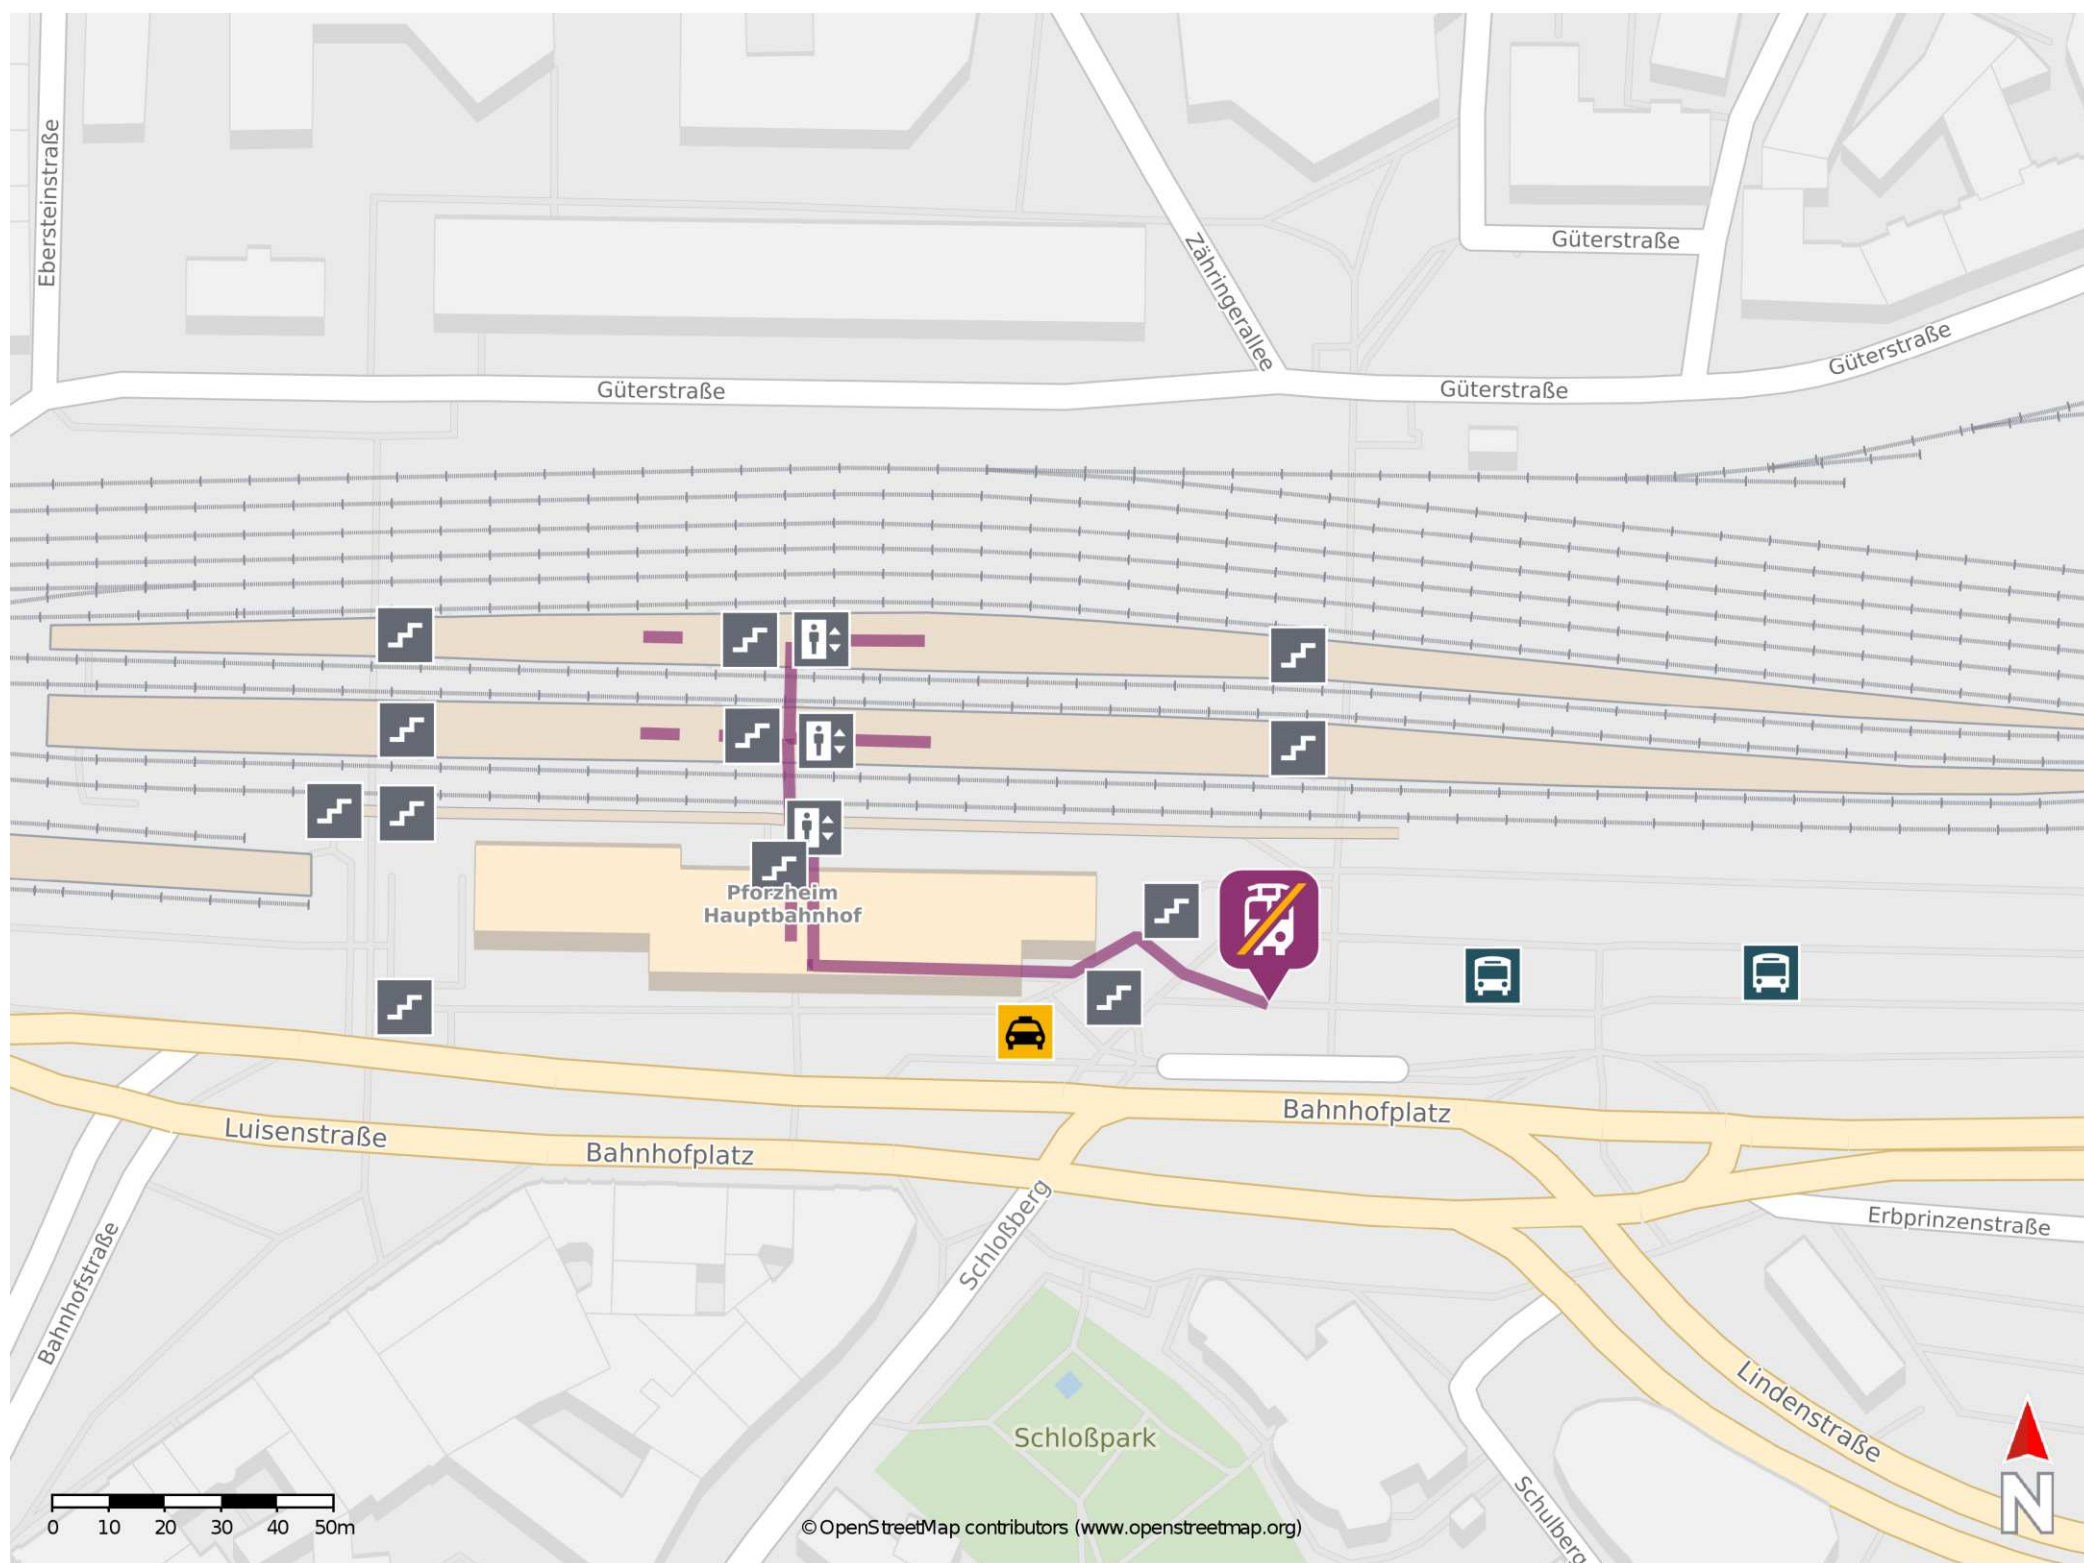 Ebersteinstraße
Zähringerallee
Güterstraße
Güterstraße
Güterstraße
Güterstraße
Pforzheim
Hauptbahnhof
Bahnhofplatz
Luisenstraße
Bahnhofplatz
Schloßberg
Erbprinzenstraße
Bahnhofstraße
Lindenstraße
Schloßpark
Schulberg
N
0 10 20 30 40 50m
© OpenStreetMap contributors (www.openstreetmap.org)